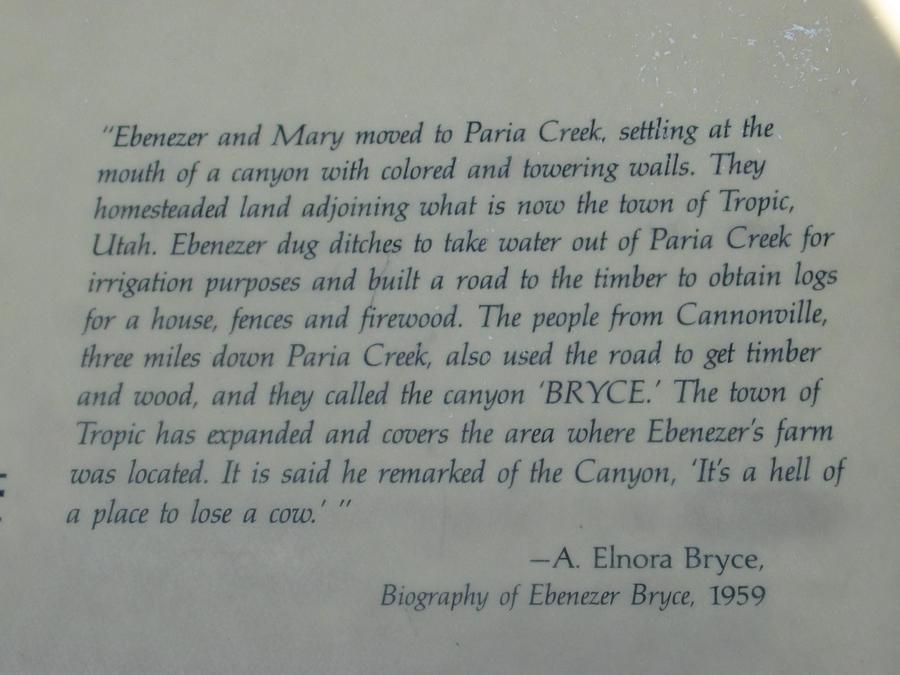 "Ebenezer and Mary moved to Paria Creek, settling at the
mouth of a canyon with colored and towering walls. They
homesteaded land adjoining what is now the town of Tropic,
Utah. Ebenezer dug ditches to take water out of Paria Creek for
irrigation purposes and built a road to the timber to obtain logs
for a house, fences and firewood. The people from Cannonville,
three miles down Paria Creek, also used the road to get timber
and wood, and they called the canyon 'BRYCE.' The town of
Tropic has expanded and covers the area where Ebenezer's farm
was located. It is said he remarked of the Canyon, 'It's a hell of
a place to lose a cow.' "
—A. Elnora Bryce,
Biography of Ebenezer Bryce, 1959